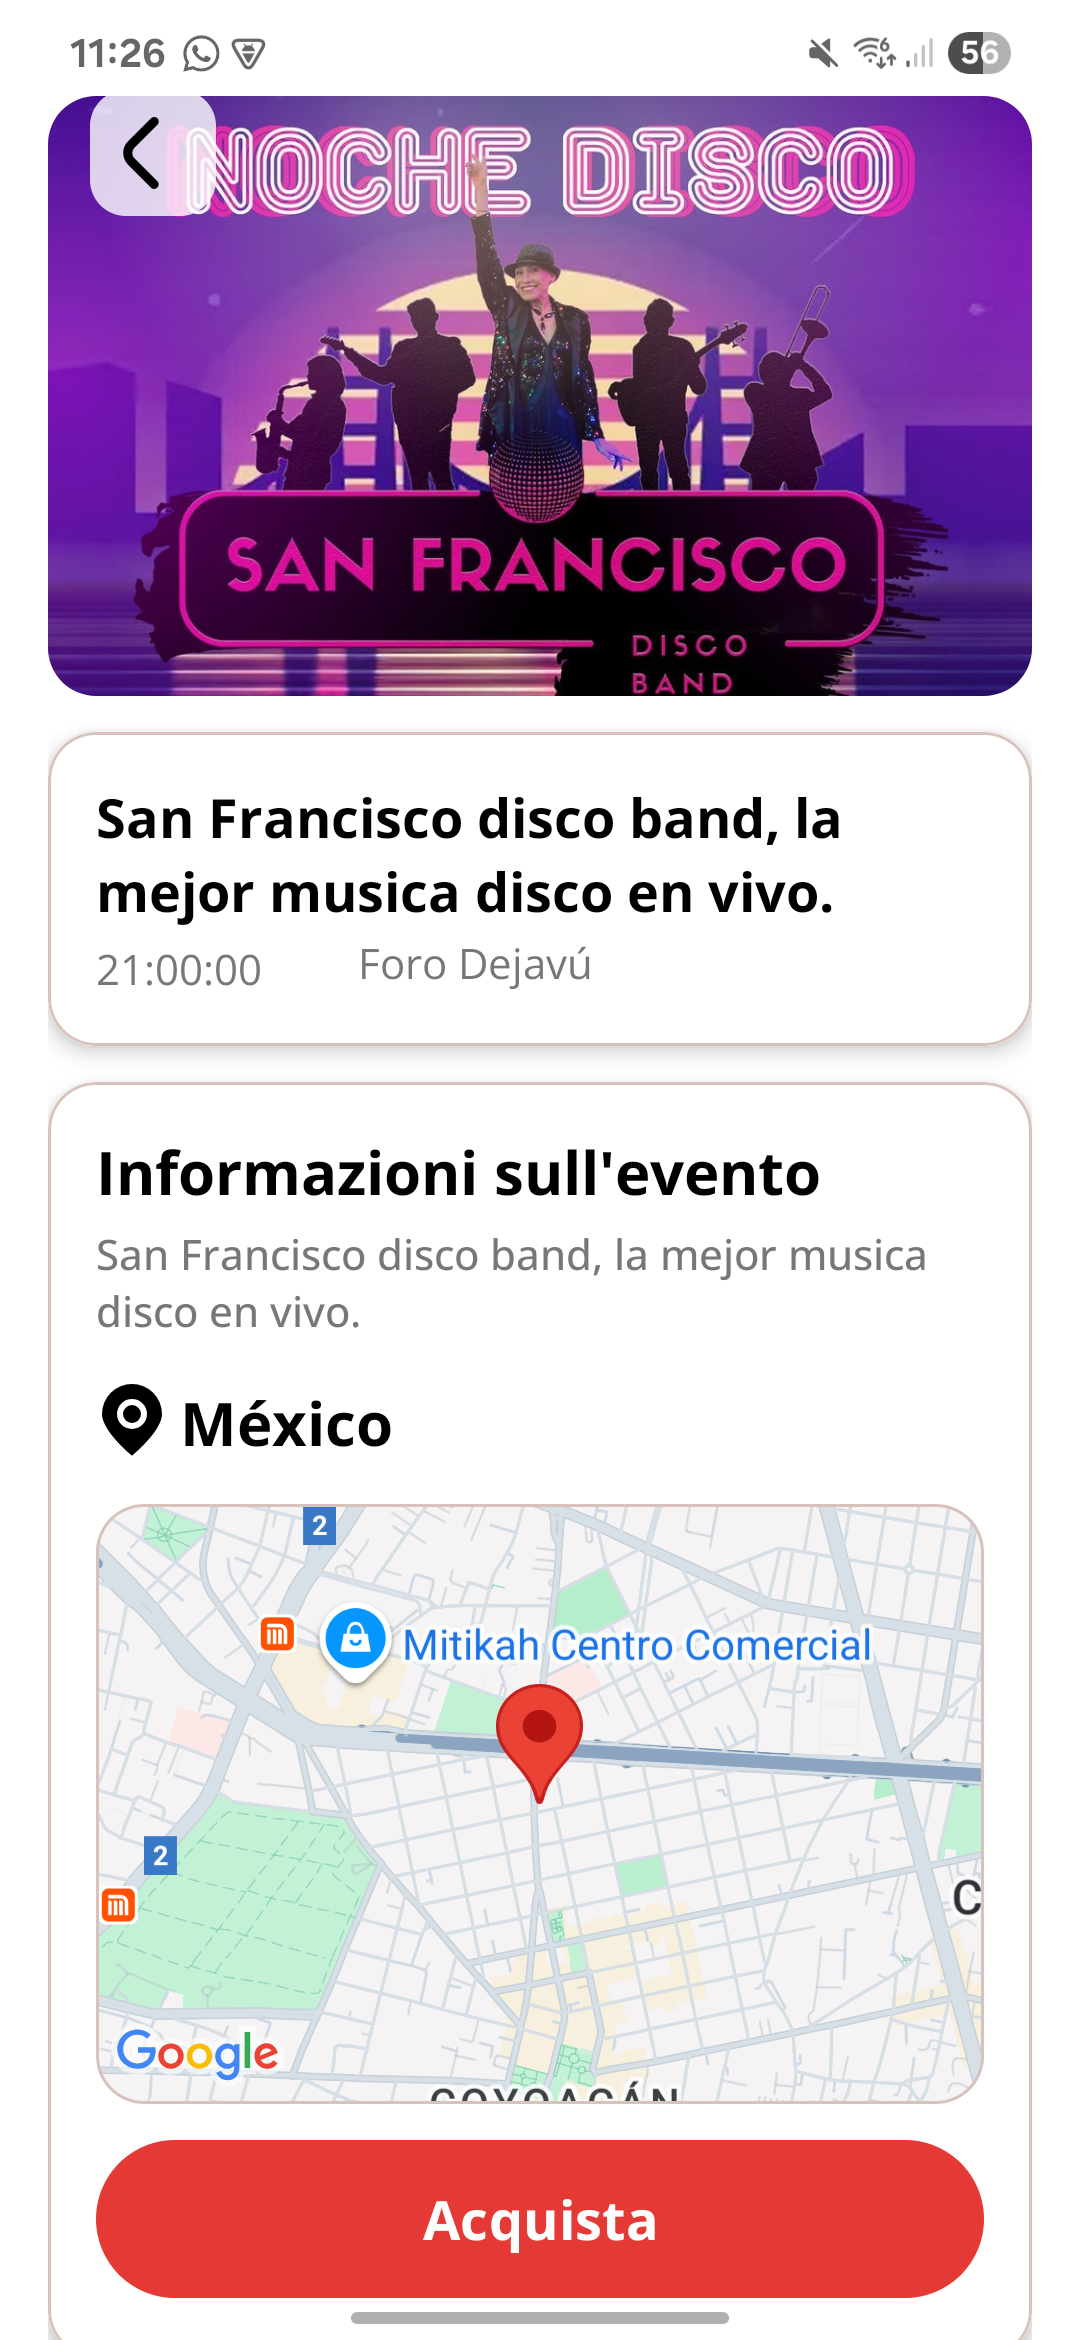 11:26
56
NOCHE DISCO
SAN FRANCISCO
DISCO
BAND
San Francisco disco band, la
mejor musica disco en vivo.
21:00:00 Foro Dejavú
Informazioni sull'evento
San Francisco disco band, la mejor musica
disco en vivo.
México
2
Mitikah Centro Comercial
2
C
Google
COYOACÁN
Acquista